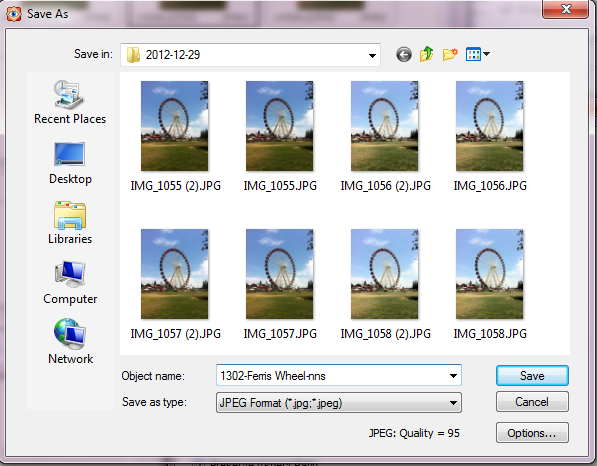 Save As
Save in:
2012-12-29
Recent Places
Desktop
Libraries
Computer
Network
IMG_1055 (2).JPG
IMG_1055.JPG
IMG_1056 (2).JPG
IMG_1056.JPG
IMG_1057 (2).JPG
IMG_1057.JPG
IMG_1058 (2).JPG
IMG_1058.JPG
Object name:
1302-Ferris Wheel-nns
Save
Save as type:
JPEG Format (*.jpg;*.jpeg)
Cancel
JPEG: Quality = 95
Options...